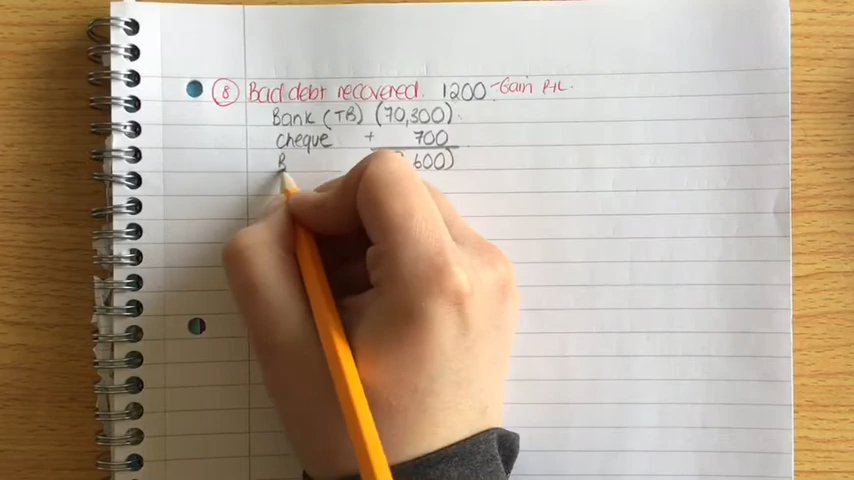 8 Bad debt recovered. 1200 - Gain P+L.
Bank (TB) (70,300)
cheque + 700
B 600)